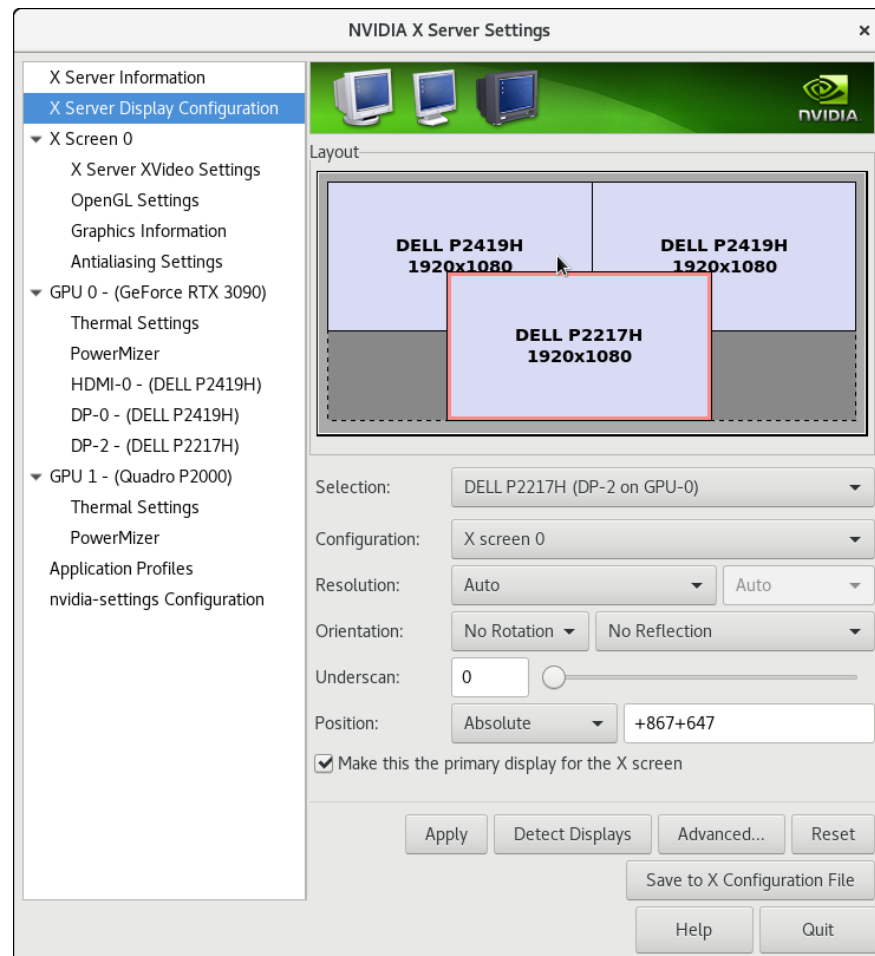 NVIDIA X Server Settings
X Server Information
X Server Display Configuration
X Screen 0
X Server XVideo Settings
OpenGL Settings
Graphics Information
Antialiasing Settings
GPU 0 - (GeForce RTX 3090)
Thermal Settings
PowerMizer
HDMI-0 - (DELL P2419H)
DP-0 - (DELL P2419H)
DP-2 - (DELL P2217H)
GPU 1 - (Quadro P2000)
Thermal Settings
PowerMizer
Application Profiles
nvidia-settings Configuration
NVIDIA
Layout
DELL P2419H
1920x1080
DELL P2419H
1920x1080
DELL P2217H
1920x1080
Selection: DELL P2217H (DP-2 on GPU-0)
Configuration: X screen 0
Resolution: Auto Auto
Orientation: No Rotation No Reflection
Underscan: 0
Position: Absolute +867+647
Make this the primary display for the X screen
Apply Detect Displays Advanced... Reset
Save to X Configuration File
Help Quit